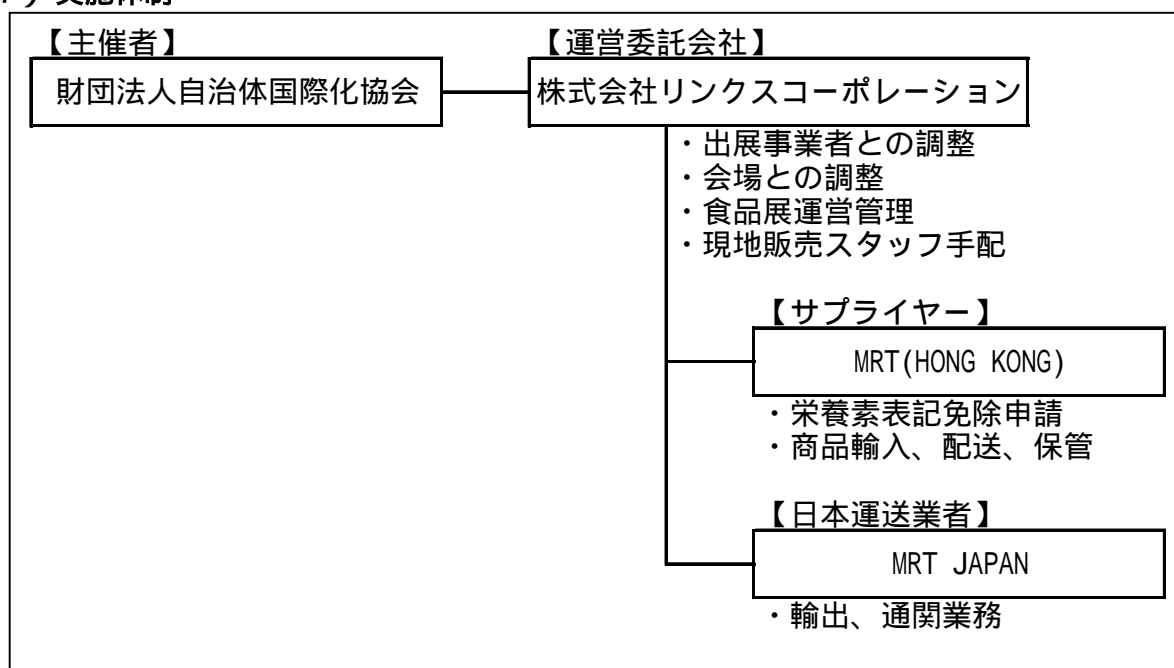 【主催者】
【運営委託会社】
財団法人自治体国際化協会
株式会社リンクスコーポレーション
・出展事業者との調整
・会場との調整
・食品展運営管理
・現地販売スタッフ手配
【サプライヤー】
MRT(HONG KONG)
・栄養素表記免除申請
・商品輸入、配送、保管
【日本運送業者】
MRT JAPAN
・輸出、通関業務